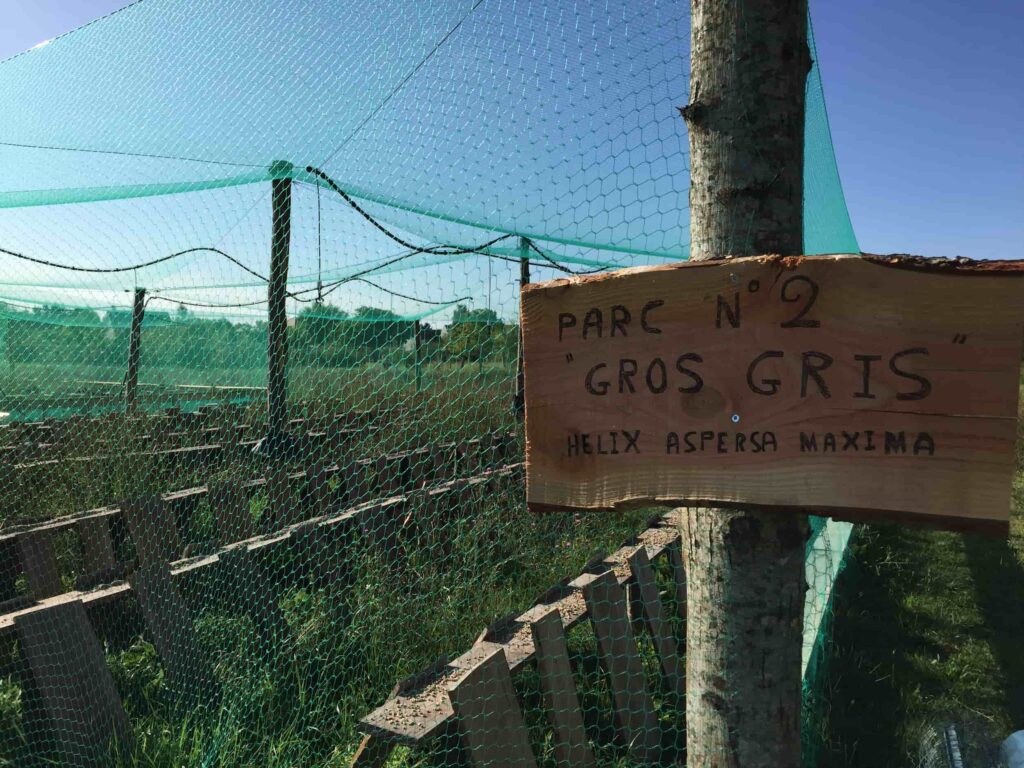 PARC N°2
"GROS GRIS"
HELIX ASPERSA MAXIMA